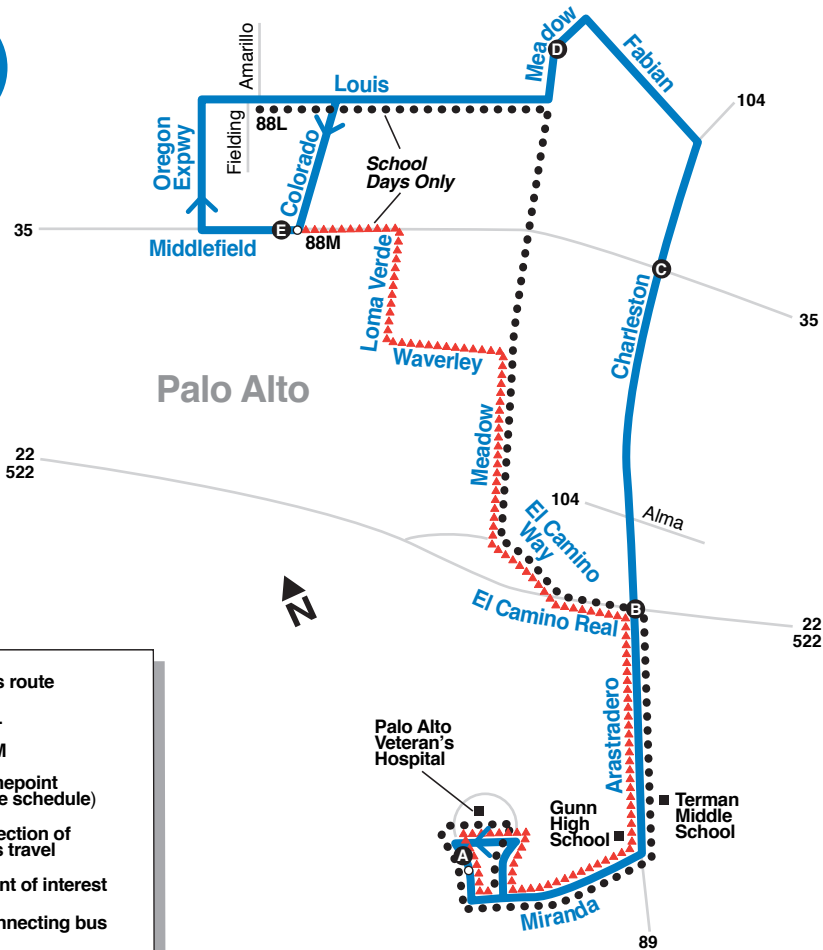 Meadow
D
Fabian
Amarillo
Louis
104
88L
Fielding
Oregon
Expwy
Colorado
School
Days Only
35
E
88M
Middlefield
Loma Verde
C
35
Charleston
Waverley
Palo Alto
Meadow
22
522
104
Alma
El Camino
Way
N
El Camino Real
B
22
522
s route
M
Arastradero
Palo Alto
Veteran's
Hospital
nepoint
e schedule)
Gunn
High
School
Terman
Middle
School
ection of
s travel
A
nt of interest
Miranda
nnecting bus
89